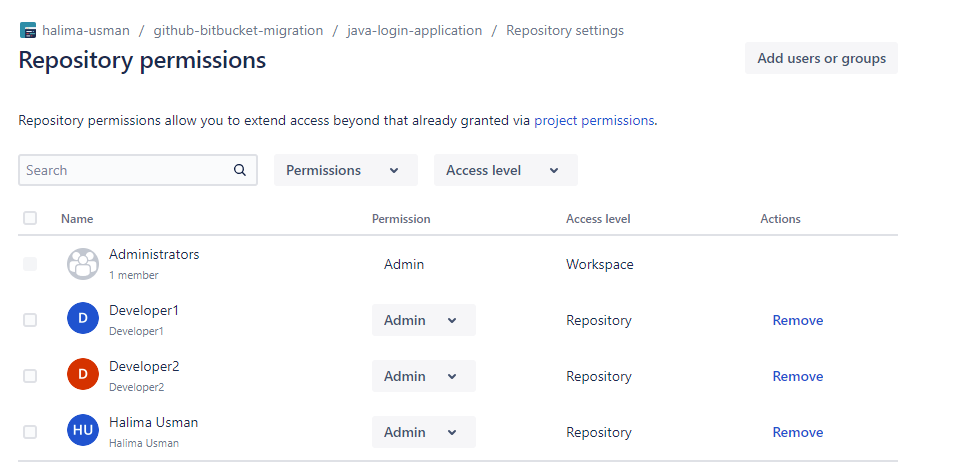 halima-usman / github-bitbucket-migration / java-login-application / Repository settings
Repository permissions
Add users or groups
Repository permissions allow you to extend access beyond that already granted via project permissions.
Search
Permissions
Access level
Name Permission Access level Actions
Administrators
1 member
Admin
Workspace
D
Developer1
Developer1
Admin
Repository
Remove
D
Developer2
Developer2
Admin
Repository
Remove
HU
Halima Usman
Halima Usman
Admin
Repository
Remove